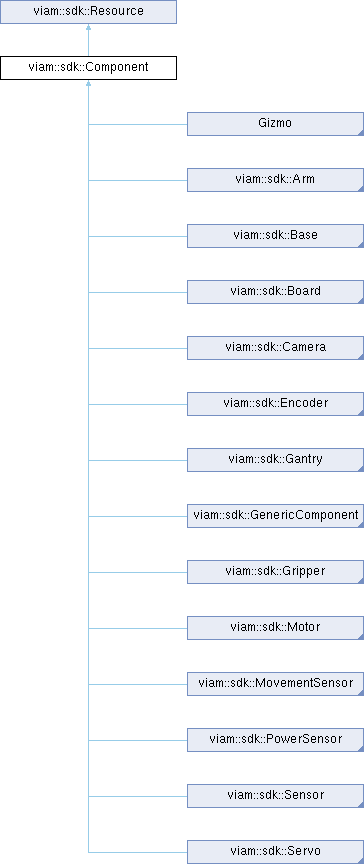 viam::sdk::Resource
viam::sdk::Component
Gizmo
viam::sdk::Arm
viam::sdk::Base
viam::sdk::Board
viam::sdk::Camera
viam::sdk::Encoder
viam::sdk::Gantry
viam::sdk::GenericComponent
viam::sdk::Gripper
viam::sdk::Motor
viam::sdk::MovementSensor
viam::sdk::PowerSensor
viam::sdk::Sensor
viam::sdk::Servo